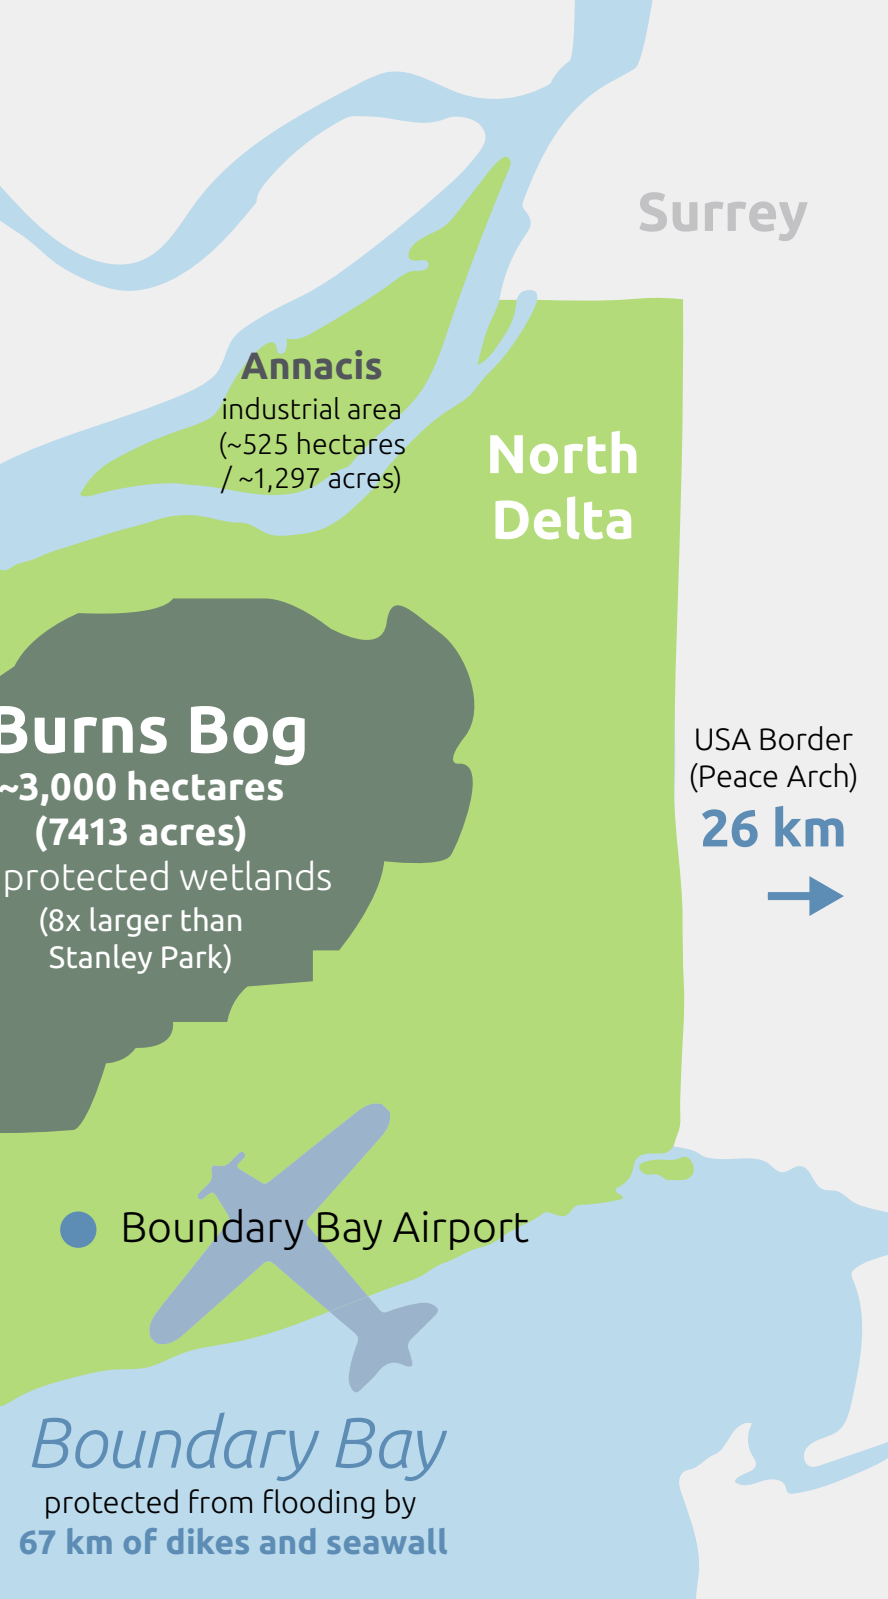 Surrey
Annacis
industrial area
(~525 hectares
/ ~1,297 acres)
North
Delta
Burns Bog
~3,000 hectares
(7413 acres)
protected wetlands
(8x larger than
Stanley Park)
USA Border
(Peace Arch)
26 km
Boundary Bay Airport
Boundary Bay
protected from flooding by
67 km of dikes and seawall